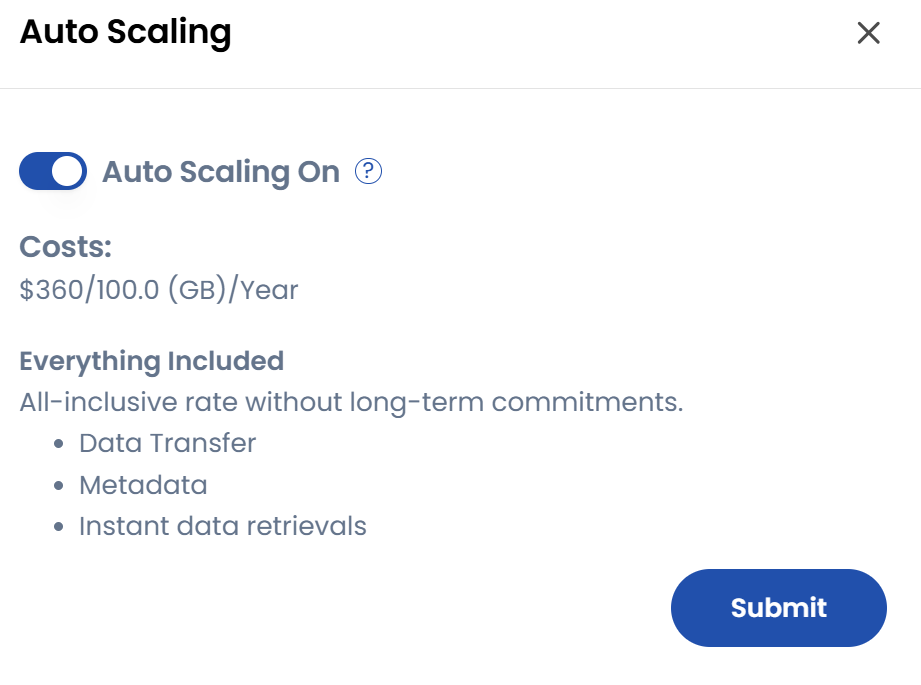 Auto Scaling
Auto Scaling On ?
Costs:
$360/100.0 (GB)/Year
Everything Included
All-inclusive rate without long-term commitments.
• Data Transfer
• Metadata
• Instant data retrievals
Submit